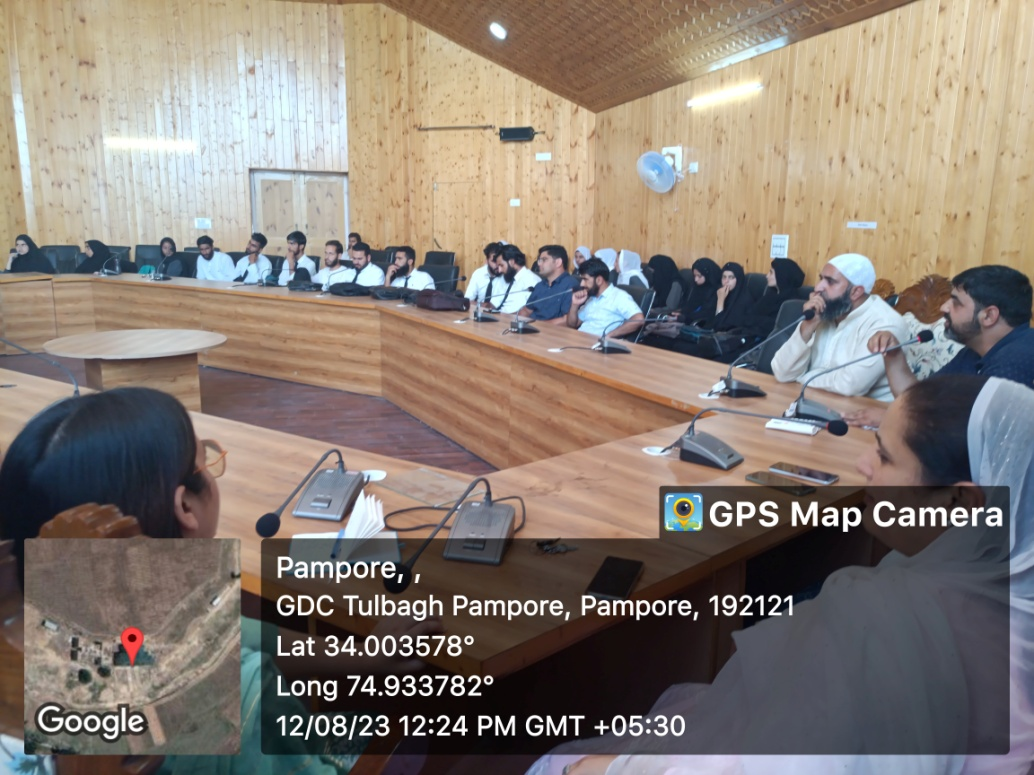 GPS Map Camera
Pampore, ,
GDC Tulbagh Pampore, Pampore, 192121
Lat 34.003578°
Long 74.933782°
12/08/23 12:24 PM GMT +05:30
Google